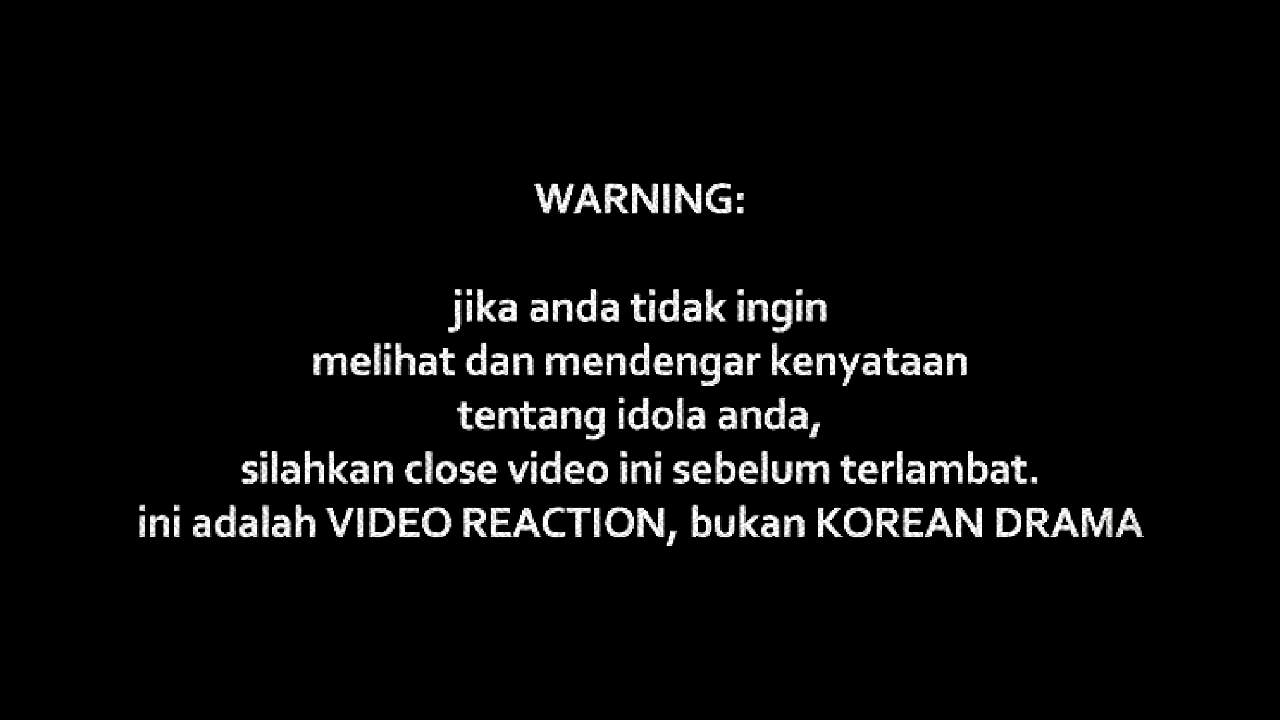 WARNING:
jika anda tidak ingin
melihat dan mendengar kenyataan
tentang idola anda,
silahkan close video ini sebelum terlambat.
ini adalah VIDEO REACTION, bukan KOREAN DRAMA